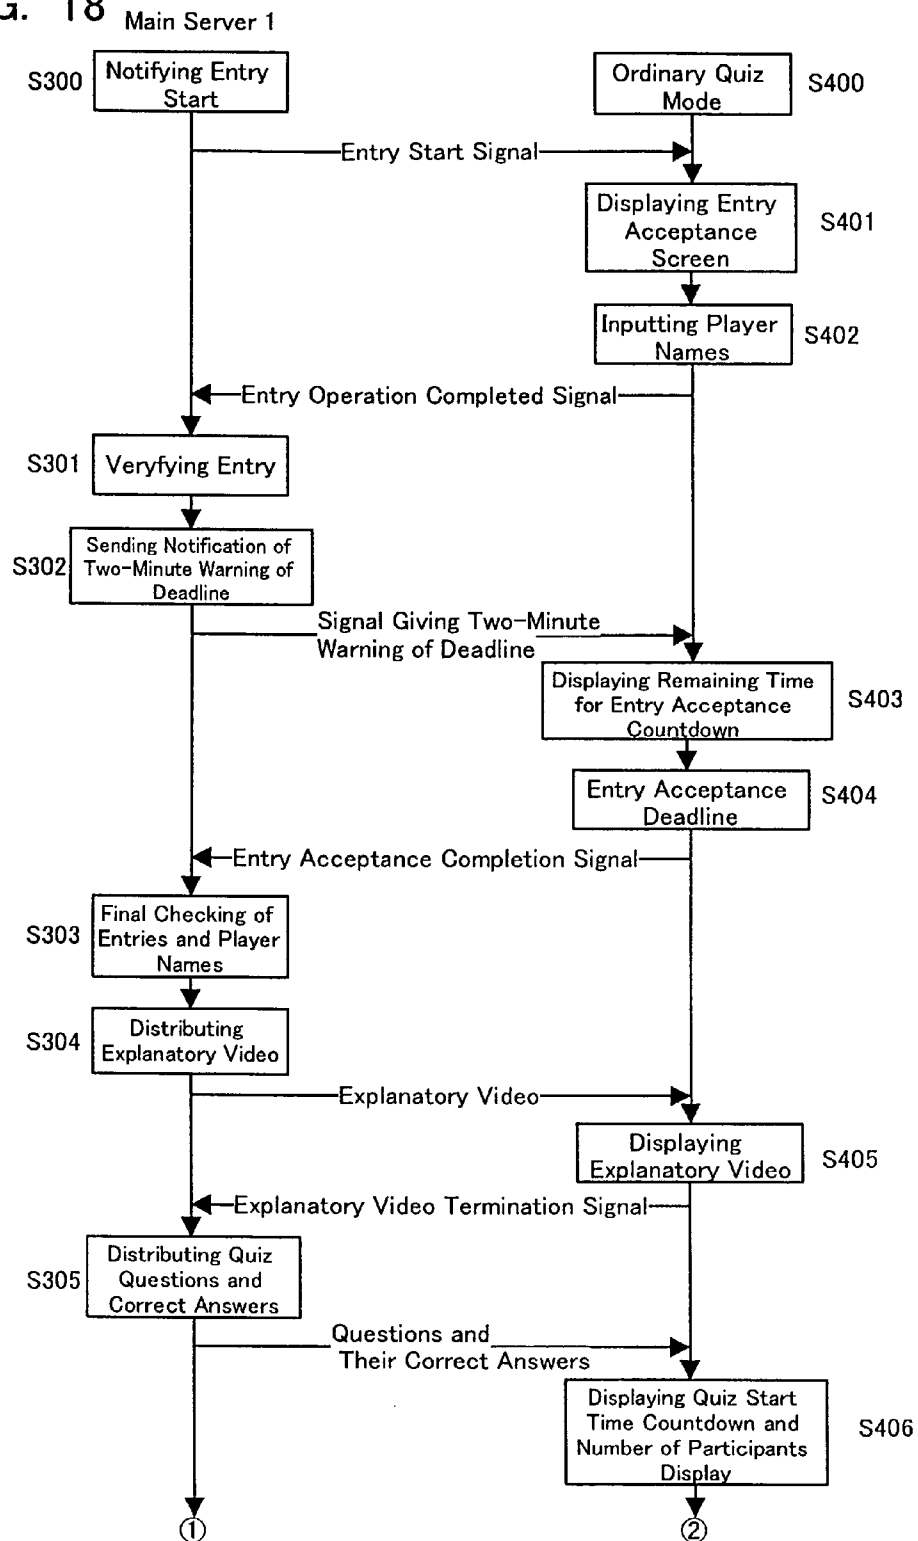 G. 18
Main Server 1
S300
Notifying Entry
Start
Ordinary Quiz
Mode
S400
Entry Start Signal
Displaying Entry
Acceptance
Screen
S401
Inputting Player
Names
S402
Entry Operation Completed Signal
S301
Veryfying Entry
S302
Sending Notification of
Two-Minute Warning of
Deadline
Signal Giving Two-Minute
Warning of Deadline
Displaying Remaining Time
for Entry Acceptance
Countdown
S403
Entry Acceptance
Deadline
S404
Entry Acceptance Completion Signal
S303
Final Checking of
Entries and Player
Names
S304
Distributing
Explanatory Video
Explanatory Video
Displaying
Explanatory Video
S405
Explanatory Video Termination Signal
S305
Distributing Quiz
Questions and
Correct Answers
Questions and
Their Correct Answers
Displaying Quiz Start
Time Countdown and
Number of Participants
Display
S406
①
②